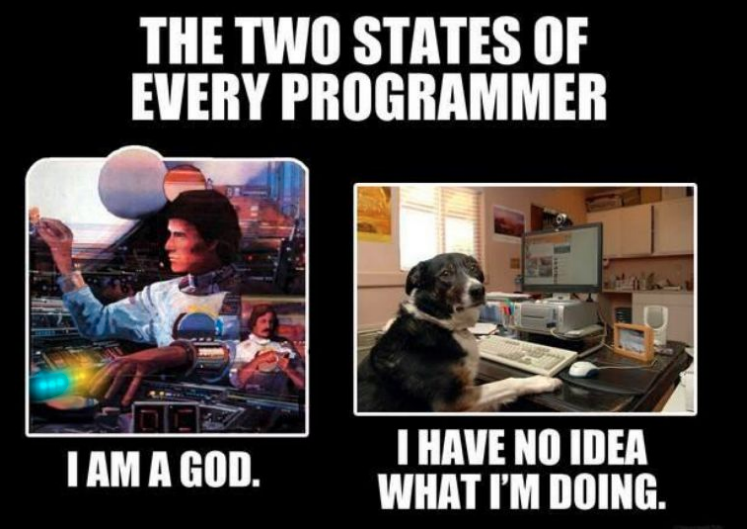 THE TWO STATES OF
EVERY PROGRAMMER
I AM A GOD.
I HAVE NO IDEA
WHAT I'M DOING.